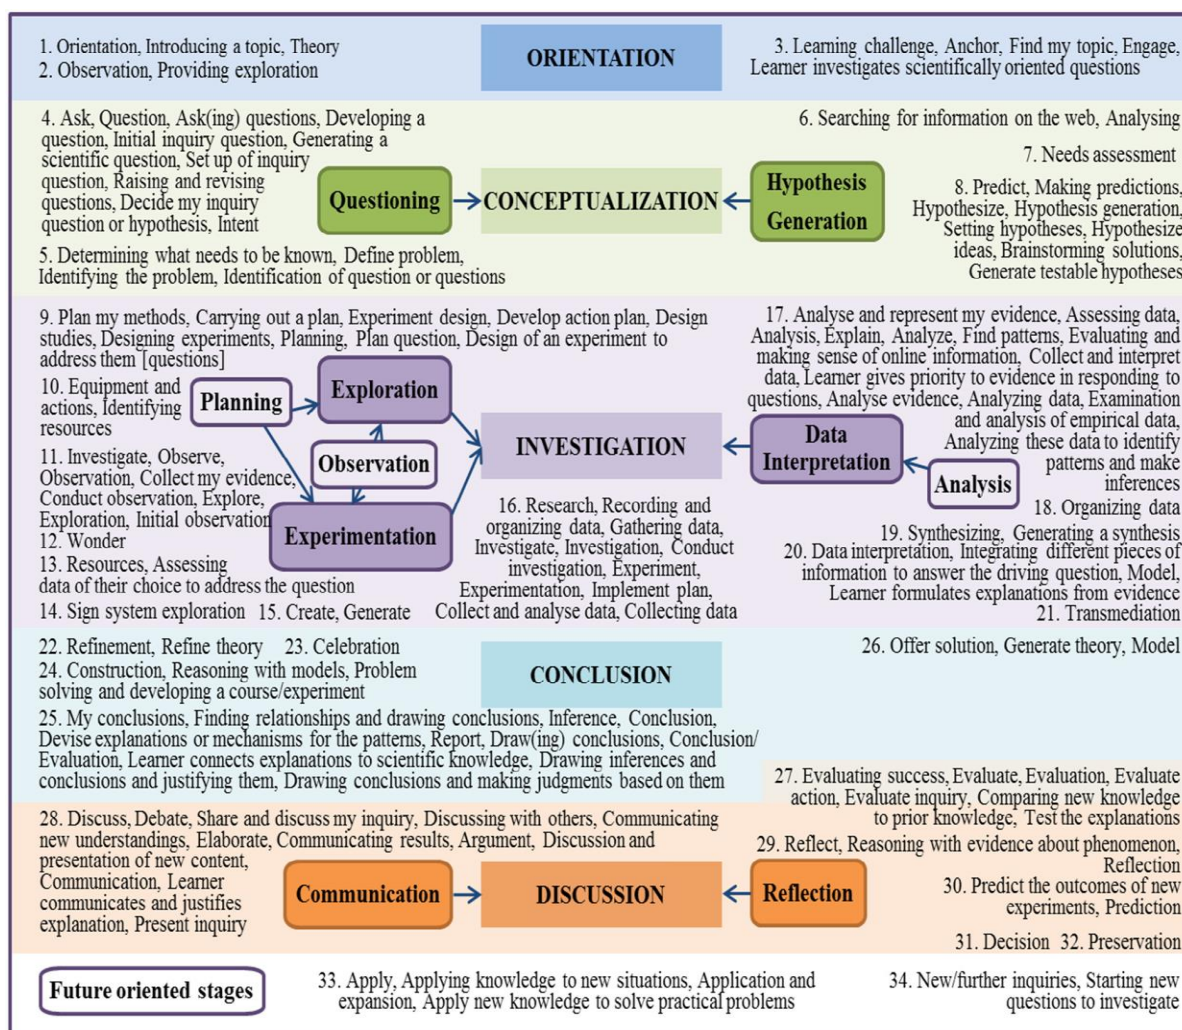 1. Orientation, Introducing a topic, Theory
2. Observation, Providing exploration
ORIENTATION
3. Learning challenge, Anchor, Find my topic, Engage,
Learner investigates scientifically oriented questions
4. Ask, Question, Ask(ing) questions, Developing a
question, Initial inquiry question, Generating a
scientific question, Set up of inquiry
question, Raising and revising
questions, Decide my inquiry
question or hypothesis, Intent
5. Determining what needs to be known, Define problem,
Identifying the problem, Identification of question or questions
Questioning
CONCEPTUALIZATION
Hypothesis
Generation
6. Searching for information on the web, Analysing
7. Needs assessment
8. Predict, Making predictions,
Hypothesize, Hypothesis generation,
Setting hypotheses, Hypothesize
ideas, Brainstorming solutions,
Generate testable hypotheses
9. Plan my methods, Carrying out a plan, Experiment design, Develop action plan, Design
studies, Designing experiments, Planning, Plan question, Design of an experiment to
address them [questions]
10. Equipment and
actions, Identifying
resources
Planning
Exploration
Observation
Experimentation
11. Investigate, Observe,
Observation, Collect my evidence,
Conduct observation, Explore,
Exploration, Initial observation
12. Wonder
13. Resources, Assessing
data of their choice to address the question
14. Sign system exploration 15. Create, Generate
INVESTIGATION
16. Research, Recording and
organizing data, Gathering data,
Investigate, Investigation, Conduct
investigation, Experiment,
Experimentation, Implement plan,
Collect and analyse data, Collecting data
17. Analyse and represent my evidence, Assessing data,
Analysis, Explain, Analyze, Find patterns, Evaluating and
making sense of online information, Collect and interpret
data, Learner gives priority to evidence in responding to
questions, Analyse evidence, Analyzing data, Examination
and analysis of empirical data,
Analyzing these data to identify
patterns and make
inferences
Data
Interpretation
Analysis
18. Organizing data
19. Synthesizing, Generating a synthesis
20. Data interpretation, Integrating different pieces of
information to answer the driving question, Model,
Learner formulates explanations from evidence
21. Transmediation
22. Refinement, Refine theory 23. Celebration
24. Construction, Reasoning with models, Problem
solving and developing a course/experiment
CONCLUSION
25. My conclusions, Finding relationships and drawing conclusions, Inference, Conclusion,
Devise explanations or mechanisms for the patterns, Report, Draw(ing) conclusions, Conclusion/
Evaluation, Learner connects explanations to scientific knowledge, Drawing inferences and
conclusions and justifying them, Drawing conclusions and making judgments based on them
26. Offer solution, Generate theory, Model
27. Evaluating success, Evaluate, Evaluation, Evaluate
action, Evaluate inquiry, Comparing new knowledge
to prior knowledge, Test the explanations
28. Discuss, Debate, Share and discuss my inquiry, Discussing with others, Communicating
new understandings, Elaborate, Communicating results, Argument, Discussion and
presentation of new content,
Communication, Learner
communicates and justifies
explanation, Present inquiry
Communication
DISCUSSION
Reflection
29. Reflect, Reasoning with evidence about phenomenon,
Reflection
30. Predict the outcomes of new
experiments, Prediction
31. Decision 32. Preservation
Future oriented stages
33. Apply, Applying knowledge to new situations, Application and
expansion, Apply new knowledge to solve practical problems
34. New/further inquiries, Starting new
questions to investigate